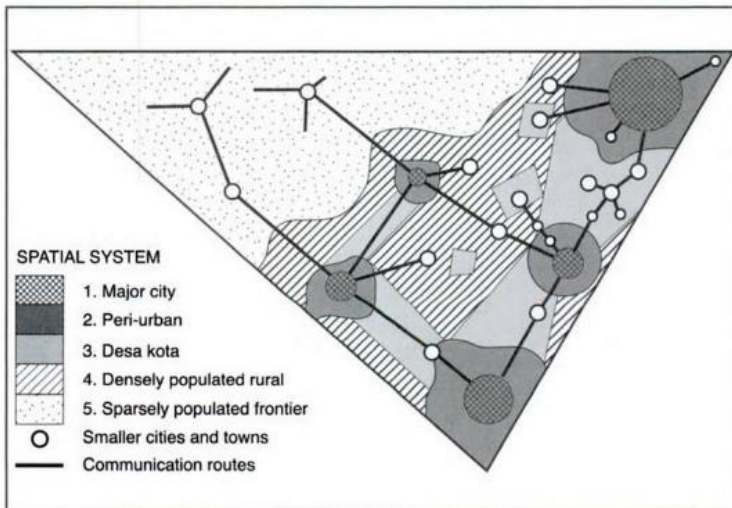 SPATIAL SYSTEM
1. Major city
2. Peri-urban
3. Desa kota
4. Densely populated rural
5. Sparsely populated frontier
Smaller cities and towns
Communication routes